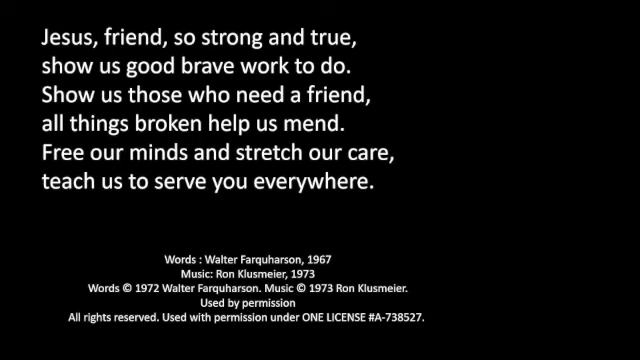 Jesus, friend, so strong and true,
show us good brave work to do.
Show us those who need a friend,
all things broken help us mend.
Free our minds and stretch our care,
teach us to serve you everywhere.
Words : Walter Farquharson, 1967
Music: Ron Klusmeier, 1973
Words © 1972 Walter Farquharson. Music © 1973 Ron Klusmeier.
Used by permission
All rights reserved. Used with permission under ONE LICENSE #A-738527.